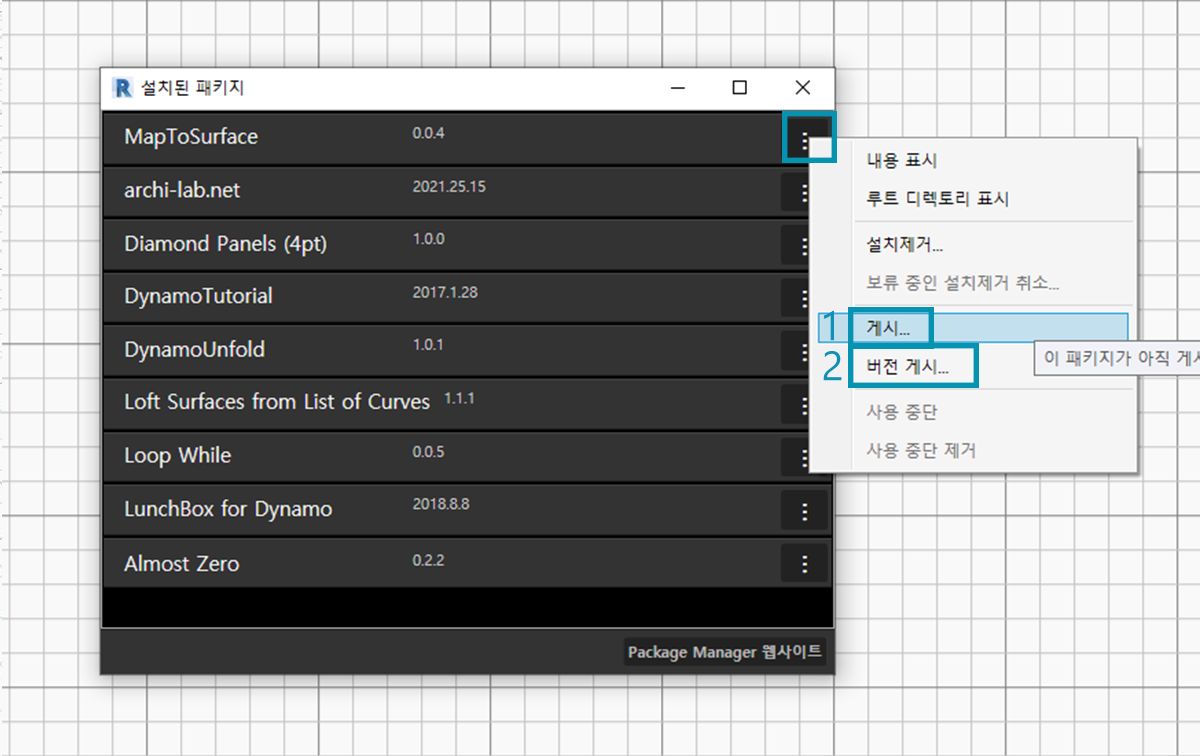 R 설치된 패키지
MapToSurface 0.0.4
archi-lab.net 2021.25.15
Diamond Panels (4pt) 1.0.0
DynamoTutorial 2017.1.28
DynamoUnfold 1.0.1
Loft Surfaces from List of Curves 1.1.1
Loop While 0.0.5
LunchBox for Dynamo 2018.8.8
Almost Zero 0.2.2
Package Manager 웹사이트
내용 표시
루트 디렉토리 표시
설치제거...
보류 중인 설치제거 취소...
1 게시...
2 버전 게시...
이 패키지가 아직 게시
사용 중단
사용 중단 제거